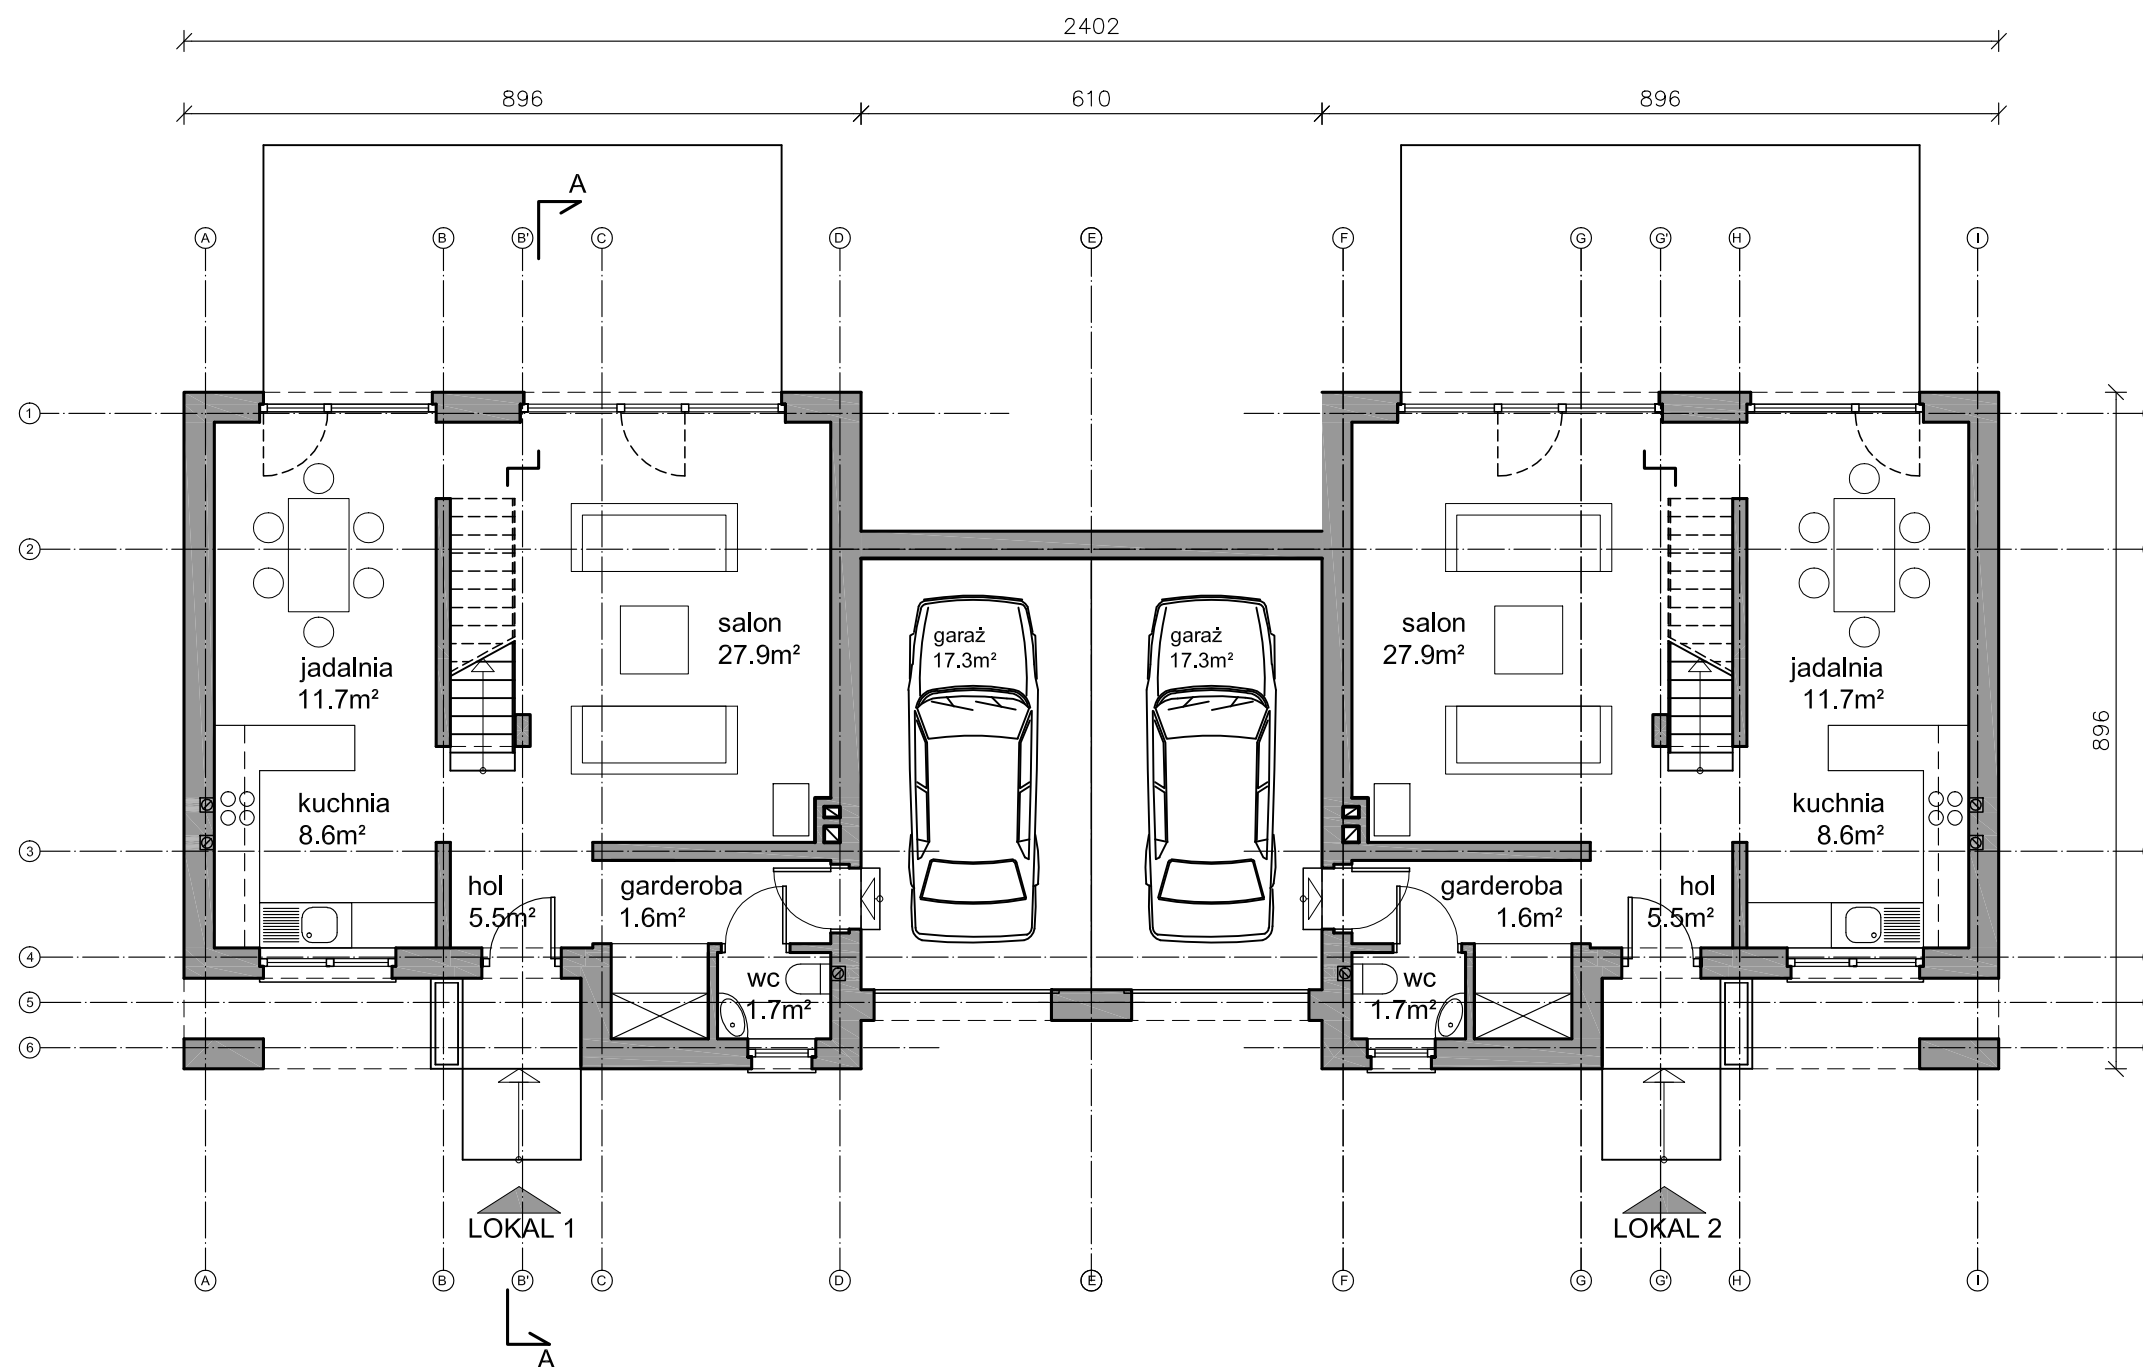 2402
896
610
896
A
A
B
B'
C
D
E
F
G
G'
H
I
1
2
3
4
5
6
896
salon
27.9m²
garaż
17.3m²
garaż
17.3m²
salon
27.9m²
jadalnia
11.7m²
jadalnia
11.7m²
kuchnia
8.6m²
kuchnia
8.6m²
hol
5.5m²
garderoba
1.6m²
garderoba
1.6m²
hol
5.5m²
wc
1.7m²
wc
1.7m²
LOKAL 1
LOKAL 2
A
B
B'
C
D
E
F
G
G'
H
I
A